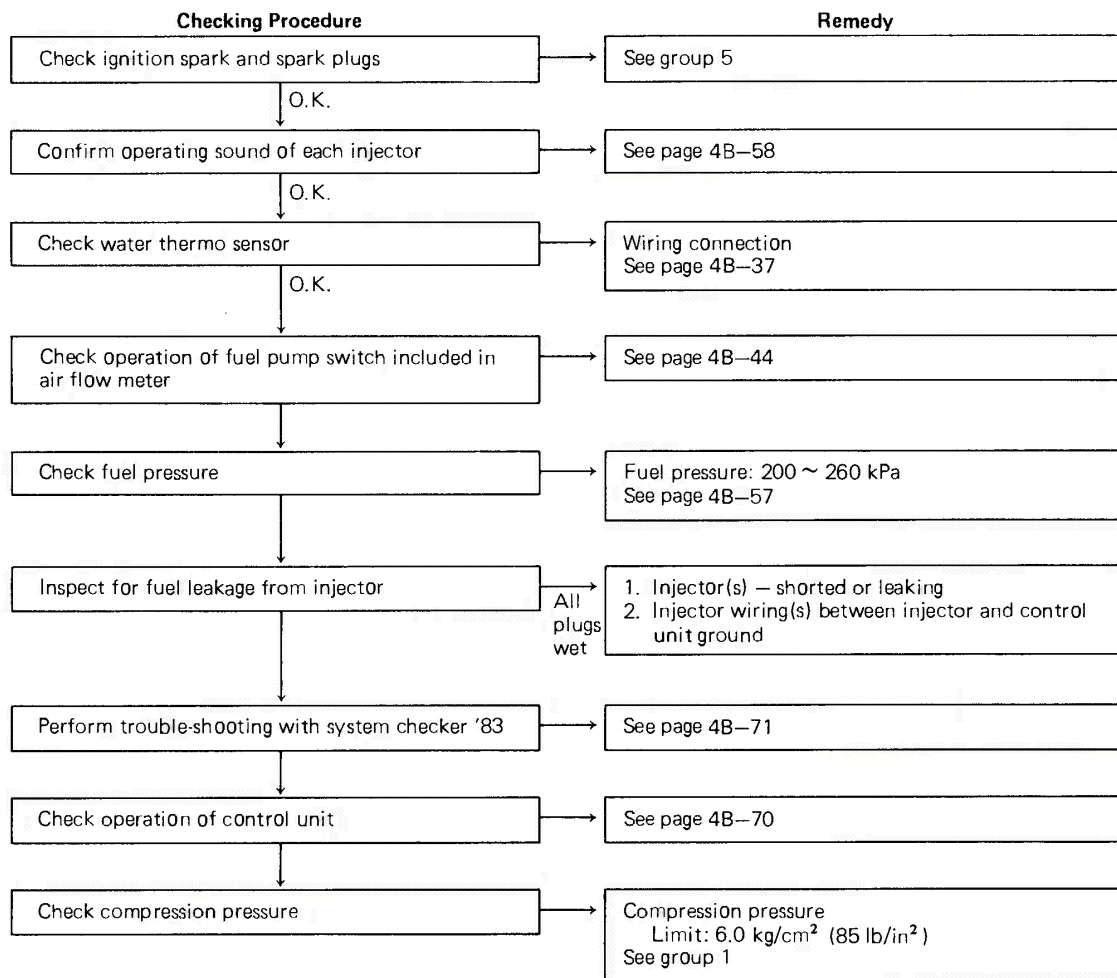 Checking Procedure
Remedy
Check ignition spark and spark plugs
See group 5
O.K.
Confirm operating sound of each injector
See page 4B–58
O.K.
Check water thermo sensor
Wiring connection
See page 4B–37
O.K.
Check operation of fuel pump switch included in
air flow meter
See page 4B–44
Check fuel pressure
Fuel pressure: 200 ~ 260 kPa
See page 4B–57
Inspect for fuel leakage from injector
All
plugs
wet
1. Injector(s) – shorted or leaking
2. Injector wiring(s) between injector and control
unit ground
Perform trouble-shooting with system checker '83
See page 4B–71
Check operation of control unit
See page 4B–70
Check compression pressure
Compression pressure
Limit: 6.0 kg/cm² (85 lb/in²)
See group 1